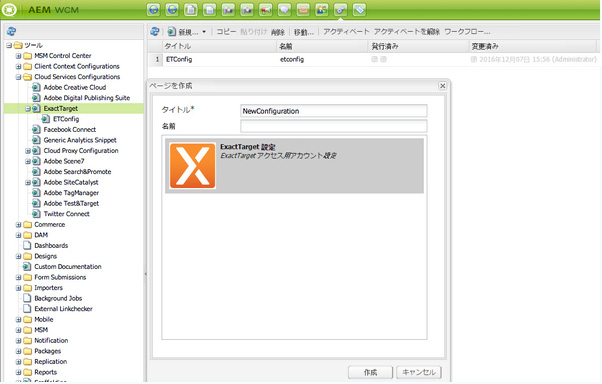 AEM WCM
新規... コピー 貼り付け 削除 移動... アクティベート アクティベートを解除 ワークフロー...
タイトル 名前 発行済み 変更済み
1 ETConfig etconfig 2016年12月07日 15:56 (Administrator)
ツール
MSM Control Center
Client Context Configurations
Cloud Services Configurations
Adobe Creative Cloud
Adobe Digital Publishing Suite
ExactTarget
ETConfig
Facebook Connect
Generic Analytics Snippet
Cloud Proxy Configuration
Adobe Scene7
Adobe Search&Promote
Adobe SiteCatalyst
Adobe TagManager
Adobe Test&Target
Twitter Connect
Commerce
DAM
Dashboards
Designs
Custom Documentation
Form Submissions
Importers
Background Jobs
External Linkchecker
Mobile
MSM
Notification
Packages
Replication
Reports
Scaffolding
ページを作成
タイトル* NewConfiguration
名前
ExactTarget 設定
ExactTarget アクセス用アカウント設定
作成 キャンセル